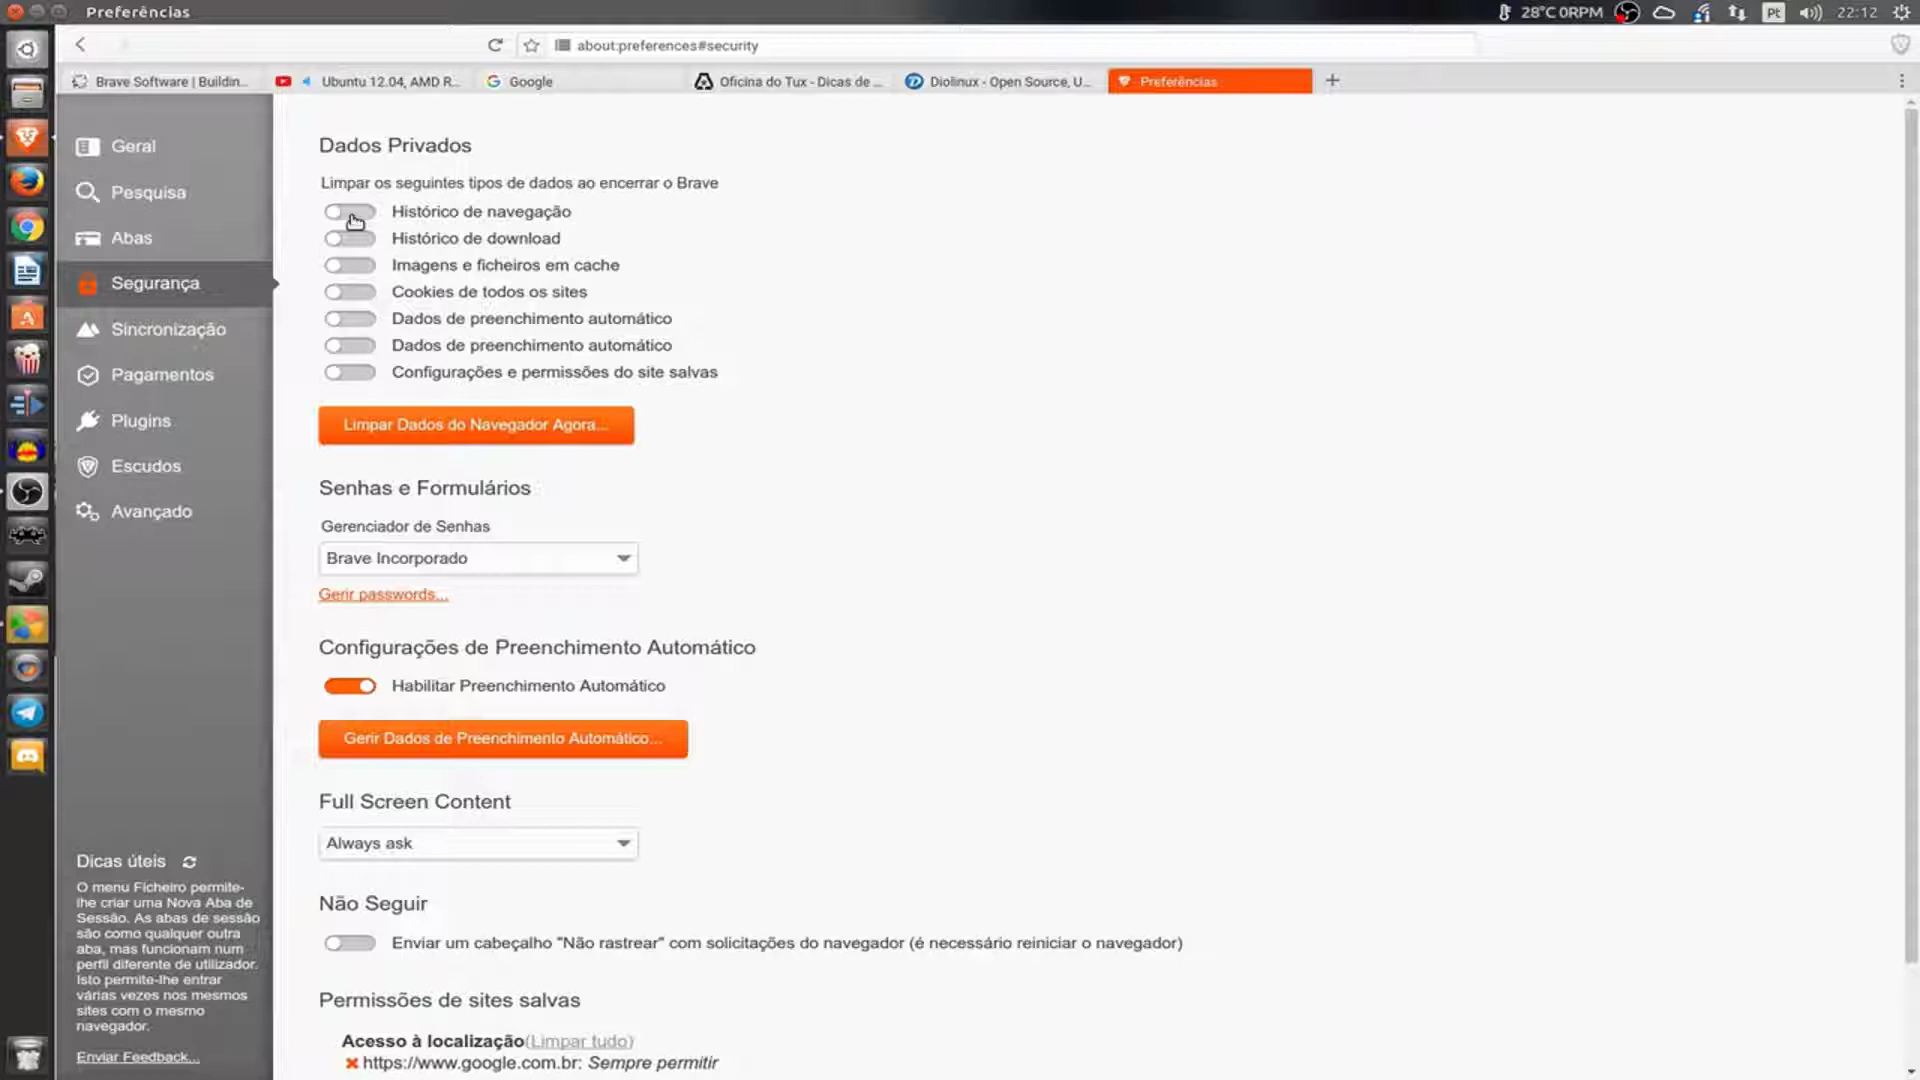 Preferências
28°C 0RPM
Pt
22:12
about:preferences#security
Brave Software | Buildin...
Ubuntu 12.04, AMD R...
Google
Oficina do Tux - Dicas de ...
Diolinux - Open Source, U...
Preferências
Geral
Pesquisa
Abas
Segurança
Sincronização
Pagamentos
Plugins
Escudos
Avançado
Dicas úteis
O menu Ficheiro permite-
lhe criar uma Nova Aba de
Sessão. As abas de sessão
são como qualquer outra
aba, mas funcionam num
perfil diferente de utilizador.
Isto permite-lhe entrar
várias vezes nos mesmos
sites com o mesmo
navegador.
Enviar Feedback...
Dados Privados
Limpar os seguintes tipos de dados ao encerrar o Brave
Histórico de navegação
Histórico de download
Imagens e ficheiros em cache
Cookies de todos os sites
Dados de preenchimento automático
Dados de preenchimento automático
Configurações e permissões do site salvas
Limpar Dados do Navegador Agora...
Senhas e Formulários
Gerenciador de Senhas
Brave Incorporado
Gerir passwords...
Configurações de Preenchimento Automático
Habilitar Preenchimento Automático
Gerir Dados de Preenchimento Automático...
Full Screen Content
Always ask
Não Seguir
Enviar um cabeçalho "Não rastrear" com solicitações do navegador (é necessário reiniciar o navegador)
Permissões de sites salvas
Acesso à localização(Limpar tudo)
https://www.google.com.br: Sempre permitir